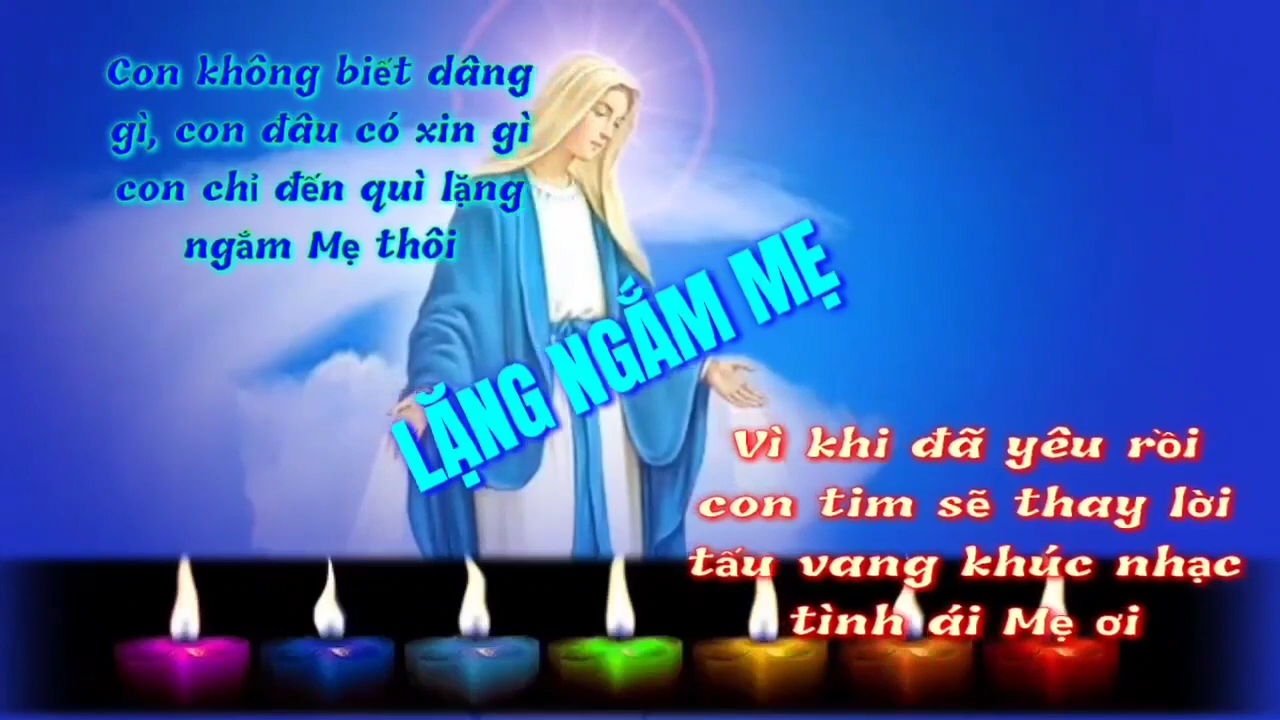 Con không biết dâng
gì, con đâu có xin gì
con chỉ đến quì lặng
ngắm Mẹ thôi
LẶNG NGẮM MẸ
Vì khi đã yêu rồi
con tim sẽ thay lời
tấu vang khúc nhạc
tình ái Mẹ ơi